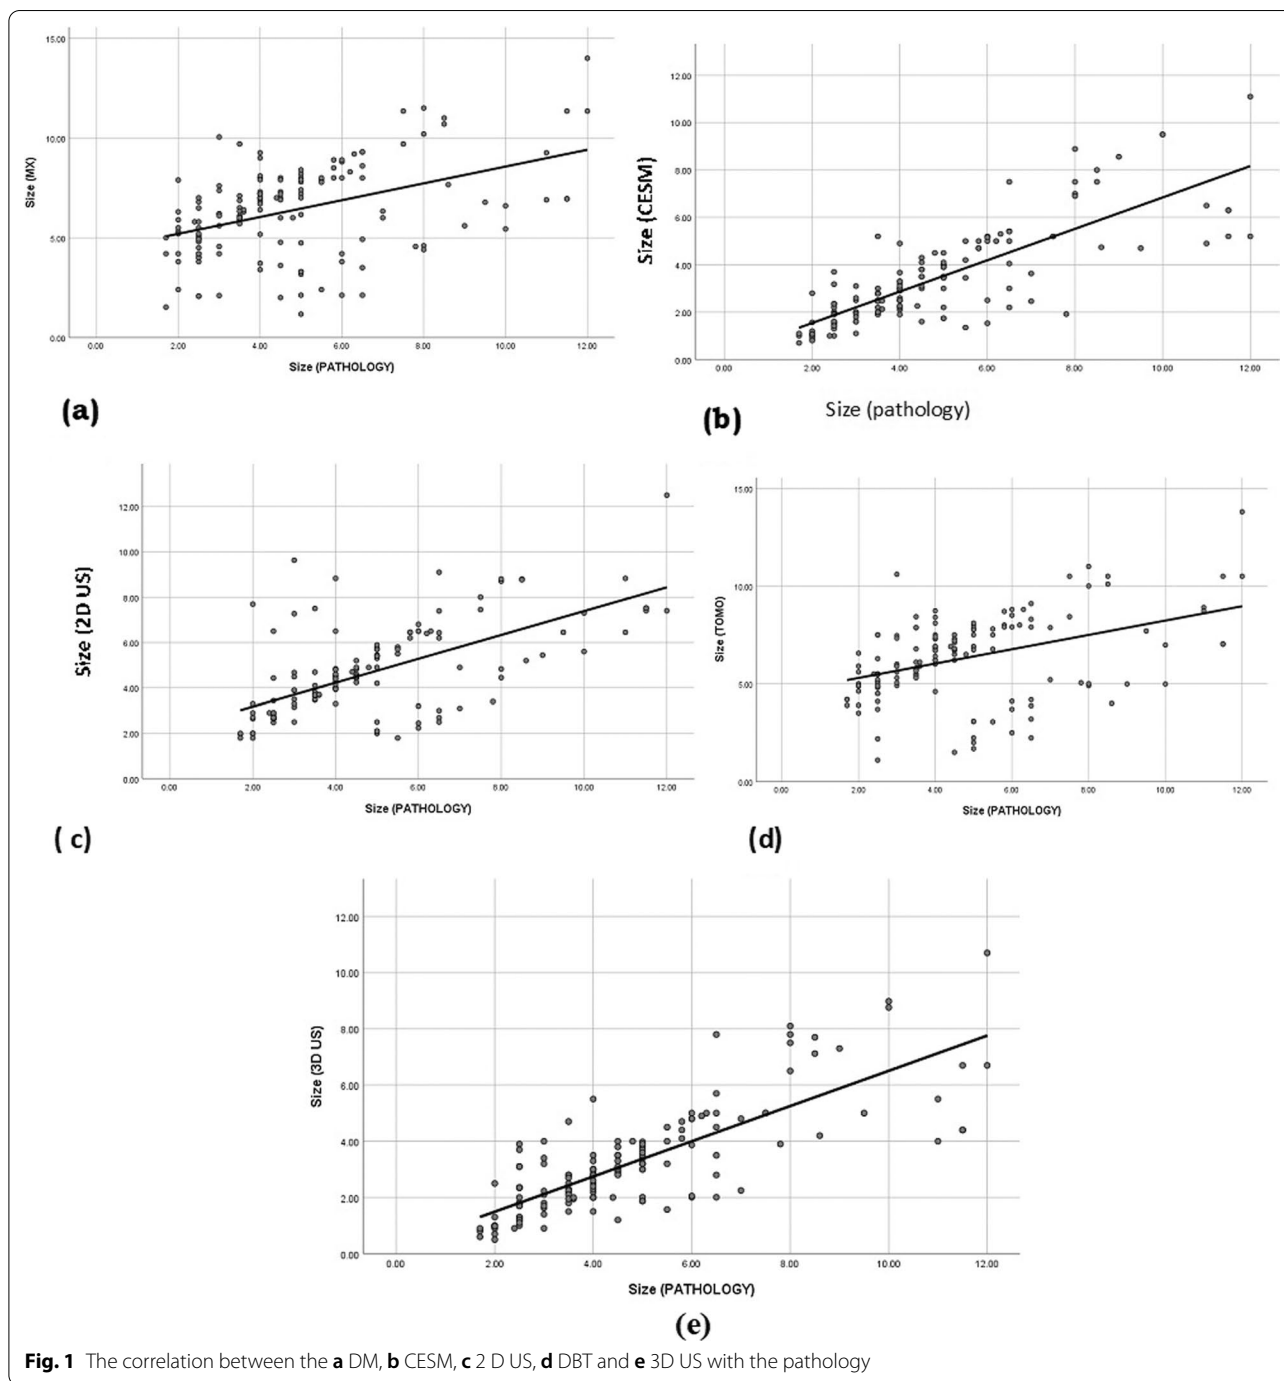 15.00
10.00
5.00
0.00
Size (MX)
0.00 2.00 4.00 6.00 8.00 10.00 12.00
Size (PATHOLOGY)
(a)
12.00
10.00
8.00
6.00
4.00
2.00
0.00
Size (CESM)
0.00 2.00 4.00 6.00 8.00 10.00 12.00
Size (pathology)
(b)
12.00
10.00
8.00
6.00
4.00
2.00
0.00
Size (2D US)
0.00 2.00 4.00 6.00 8.00 10.00 12.00
Size (PATHOLOGY)
( c)
15.00
10.00
5.00
0.00
Size (TOMO)
0.00 2.00 4.00 6.00 8.00 10.00 12.00
Size (PATHOLOGY)
(d)
12.00
10.00
8.00
6.00
4.00
2.00
0.00
Size (3D US)
0.00 2.00 4.00 6.00 8.00 10.00 12.00
Size (PATHOLOGY)
(e)
Fig. 1 The correlation between the a DM, b CESM, c 2 D US, d DBT and e 3D US with the pathology